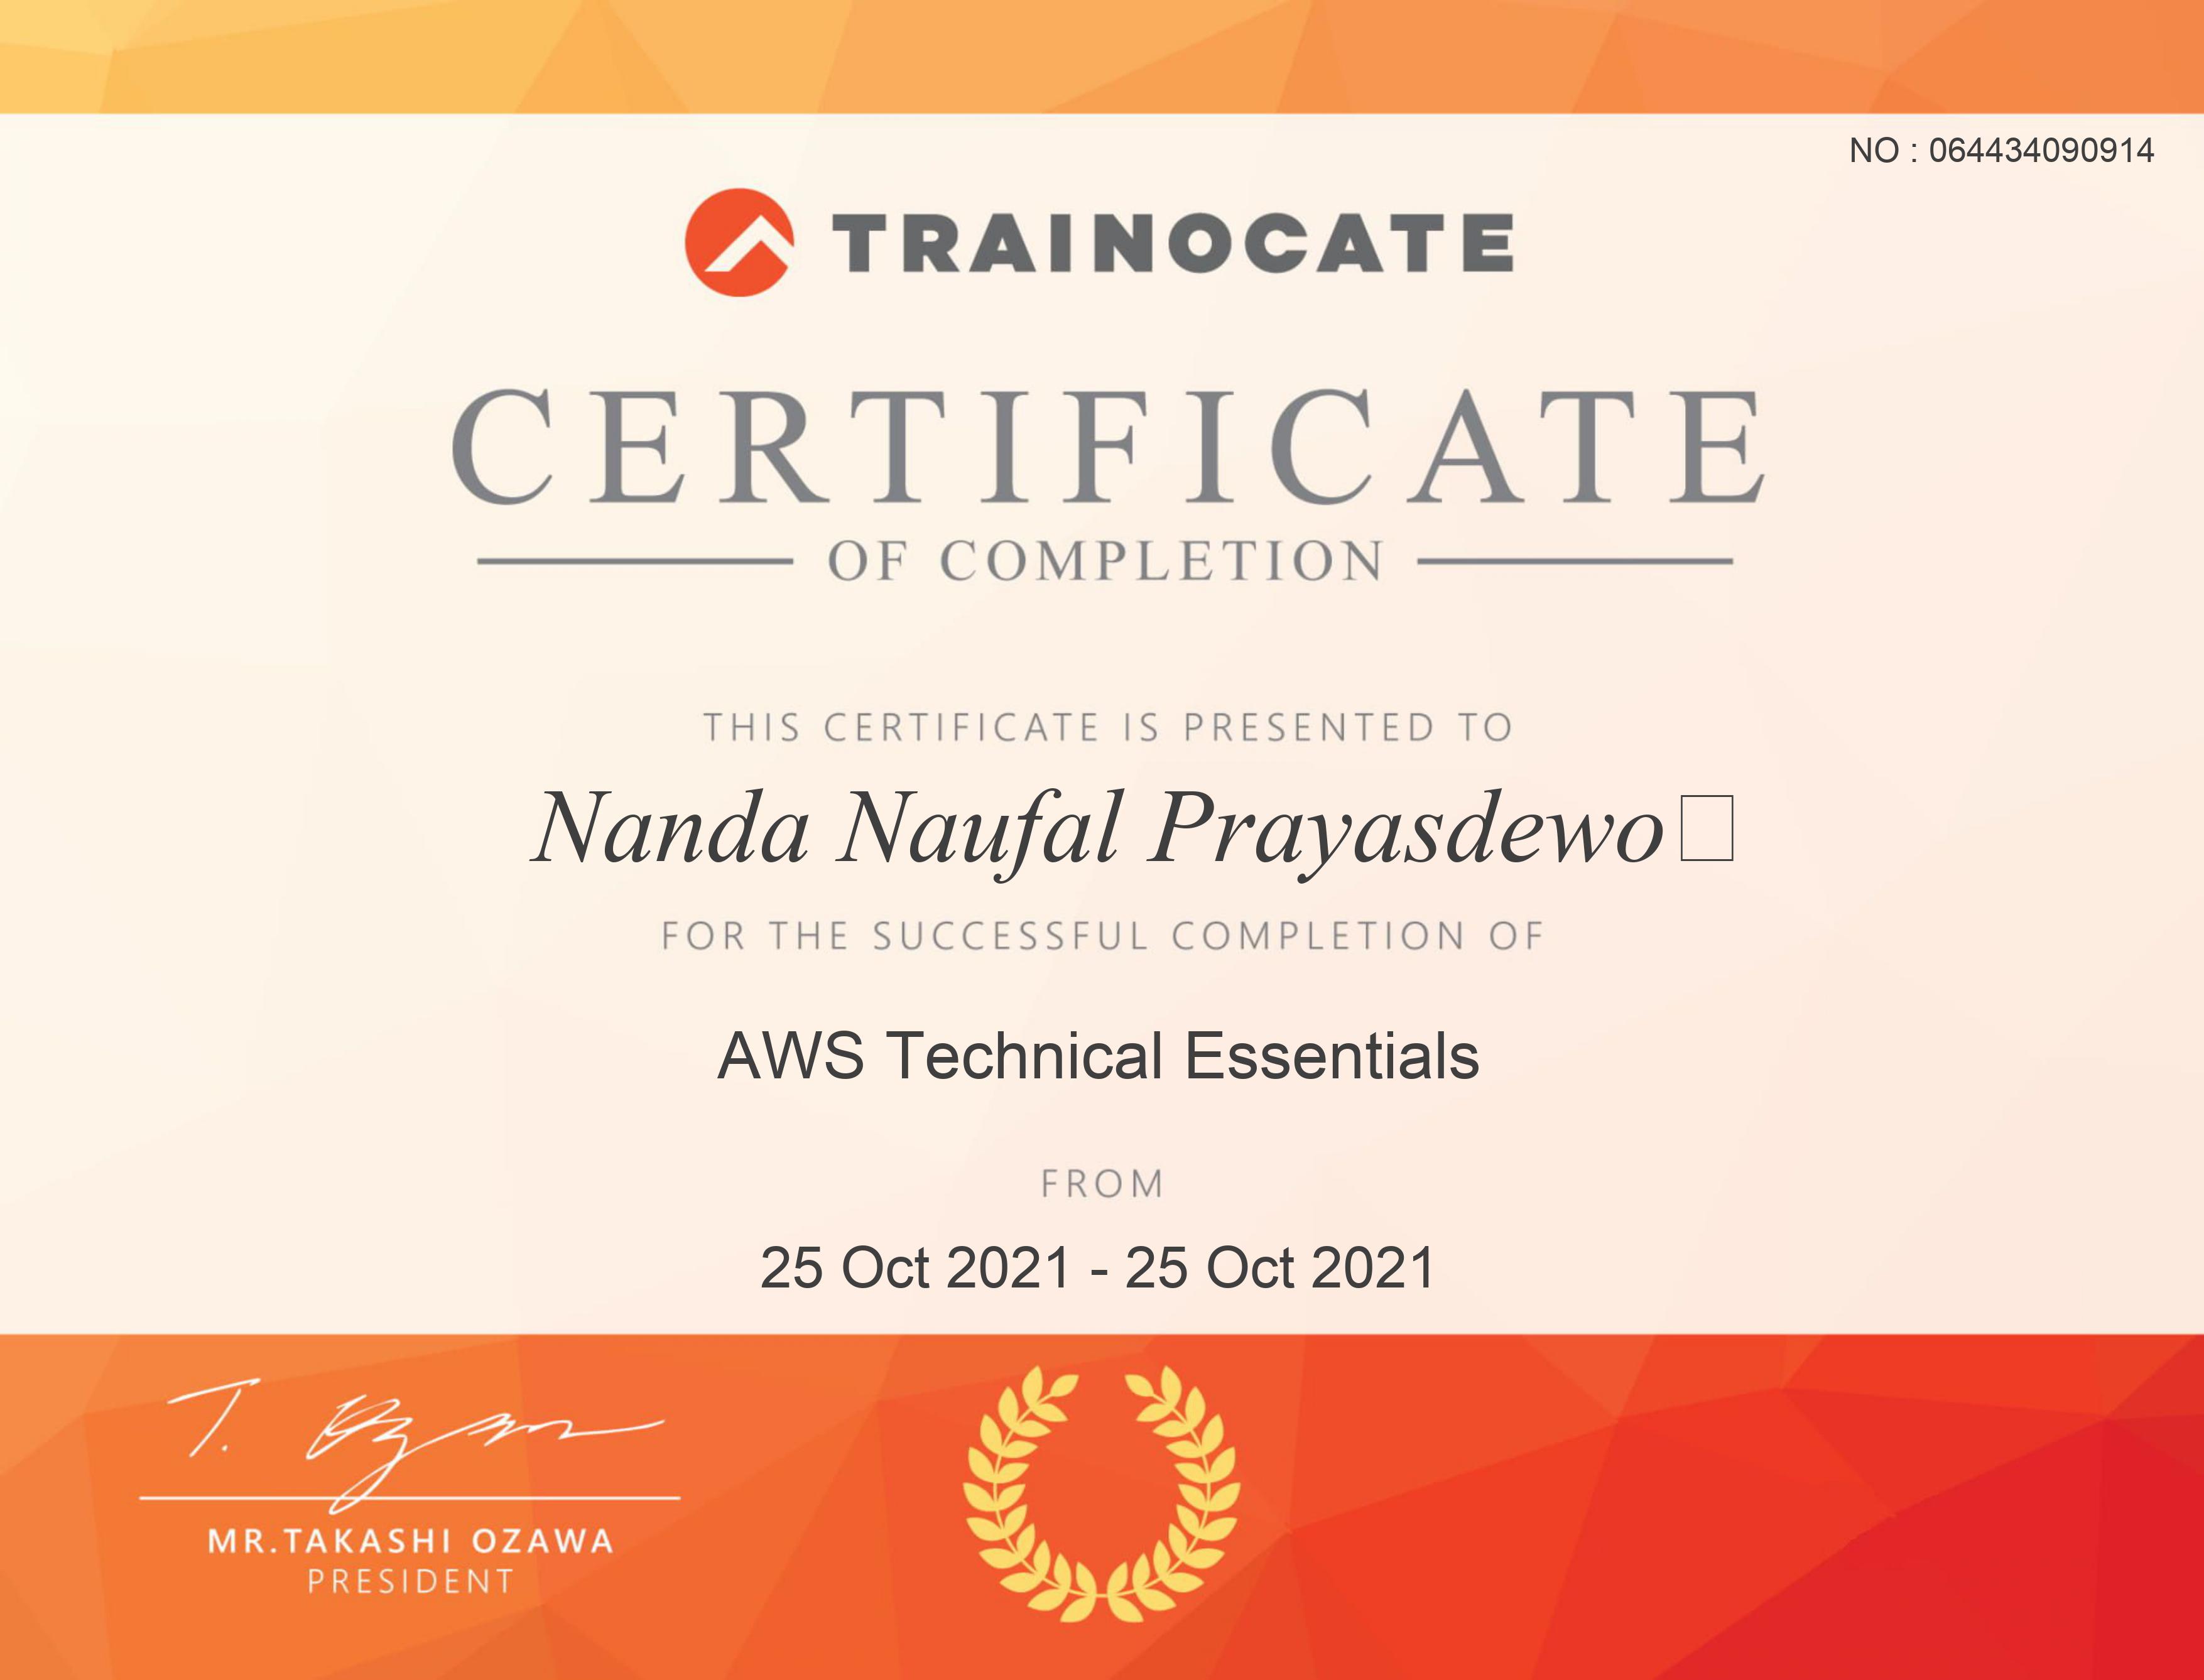 NO : 064434090914
TRAINOCATE
CERTIFICATE
OF COMPLETION
THIS CERTIFICATE IS PRESENTED TO
Nanda Naufal Prayasdewo□
FOR THE SUCCESSFUL COMPLETION OF
AWS Technical Essentials
FROM
25 Oct 2021 - 25 Oct 2021
T. Ozawa
MR.TAKASHI OZAWA
PRESIDENT